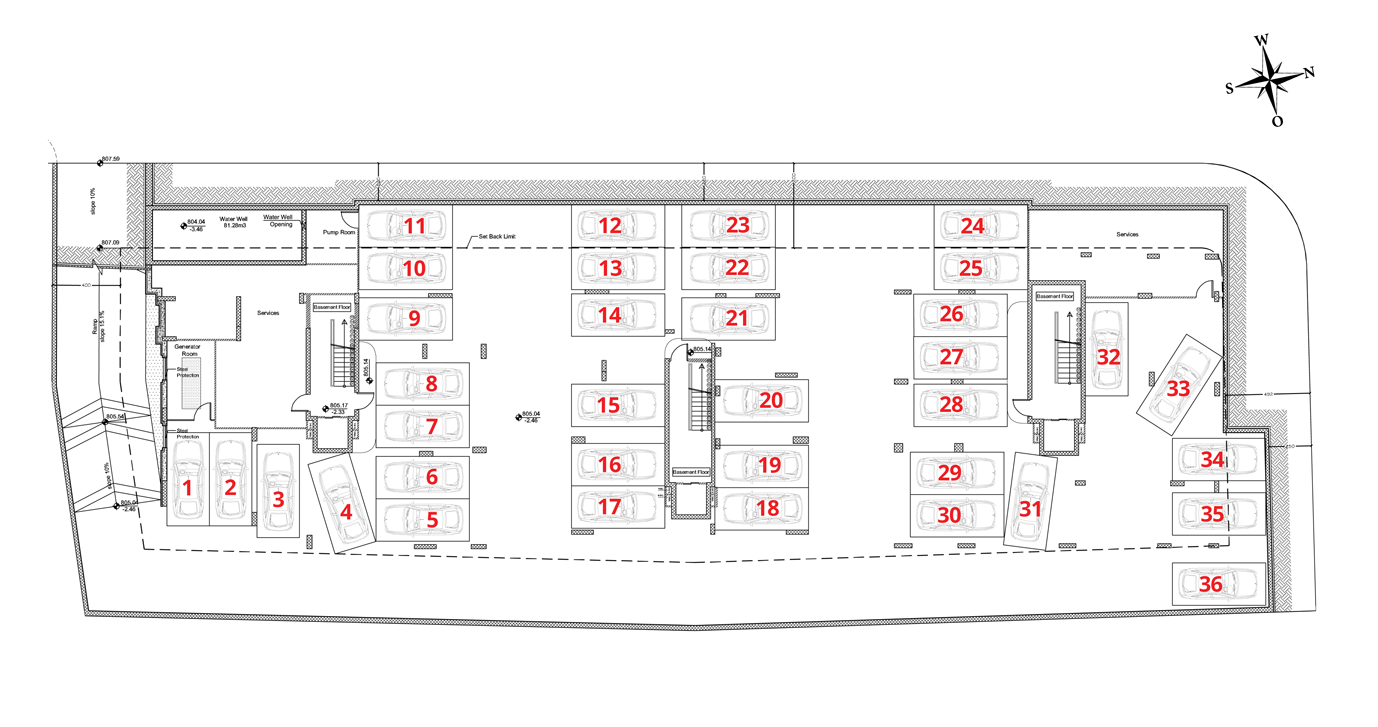 W
N
S
O
807.59
slope 10%
807.09
400
Ramp
slope 15.1%
805.54
slope 10%
-2.46
804.04
-3.46
Water Well
81.28m3
Water Well
Opening
Pump Room
Set Back Limit
Services
Services
Generator
Room
Steel
Protection
Steel
Protection
Basement Floor
805.14
805.17
-2.33
805.04
-2.46
805.14
Basement Floor
Basement Floor
1
2
3
4
5
6
7
8
9
10
11
12
13
14
15
16
17
18
19
20
21
22
23
24
25
26
27
28
29
30
31
32
33
34
35
36